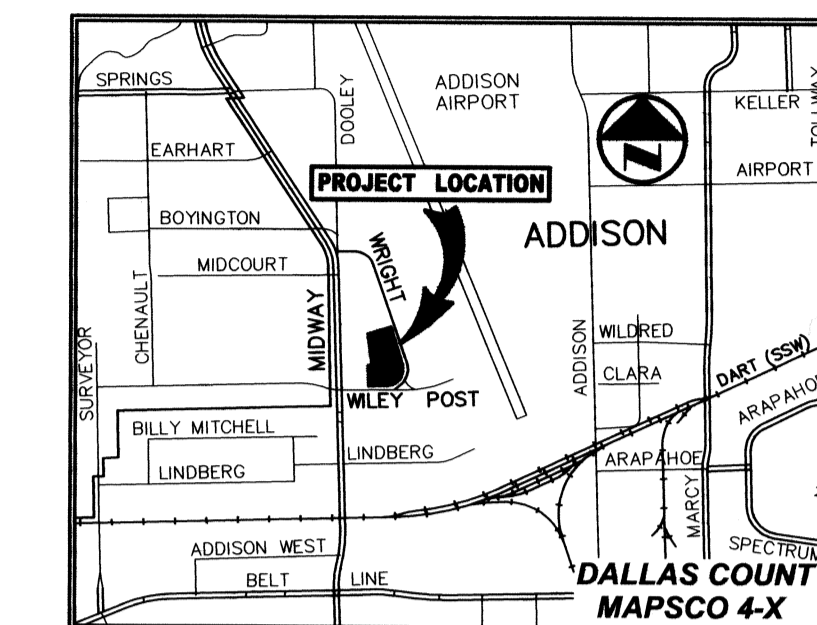 SPRINGS
DOOLEY
ADDISON
AIRPORT
KELLER
TOLLWAY
EARHART
AIRPORT
PROJECT LOCATION
N
BOYINGTON
WRIGHT
ADDISON
MIDCOURT
CHENAULT
MIDWAY
SURVEYOR
ADDISON
WILDRED
CLARA
DART (SSW)
WILEY POST
ARAPAHO
BILLY MITCHELL
LINDBERG
LINDBERG
ARAPAHOE
MARCY
ADDISON WEST
SPECTRUM
BELT LINE
DALLAS COUNT
MAPSCO 4-X